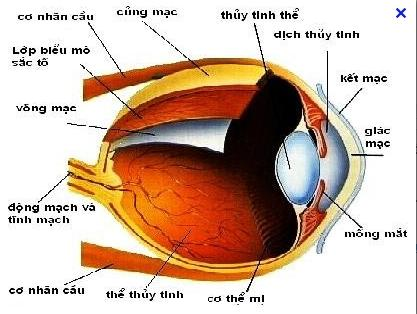 cơ nhãn cầu
củng mạc
thủy tinh thể
dịch thủy tinh
Lớp biểu mô
sắc tố
kết mạc
võng mạc
giác
mạc
động mạch và
tĩnh mạch
mống mắt
cơ nhãn cầu
thể thủy tinh
cơ thể mi